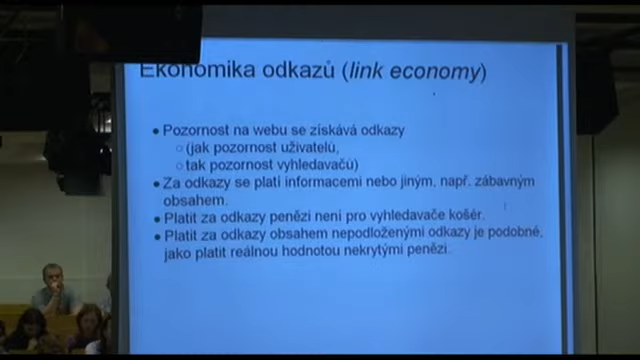 Ekonomika odkazů (link economy)
• Pozornost na webu se získává odkazy
○ (jak pozornost uživatelů,
○ tak pozornost vyhledavačů)
• Za odkazy se platí informacemi nebo jiným, např. zábavným
obsahem.
• Platit za odkazy penězi není pro vyhledavače košér.
• Platit za odkazy obsahem nepodloženými odkazy je podobné,
jako platit reálnou hodnotou nekrytými penězi.